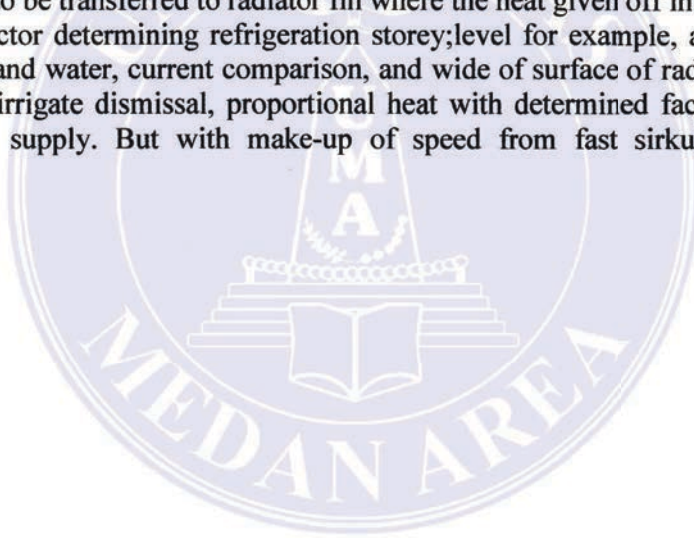 to be transferred to radiator fin where the heat given off in
ctor determining refrigeration storey;level for example, a
and water, current comparison, and wide of surface of rad
irrigate dismissal, proportional heat with determined fac
supply. But with make-up of speed from fast sirku
U
M
A
MEDAN AREA